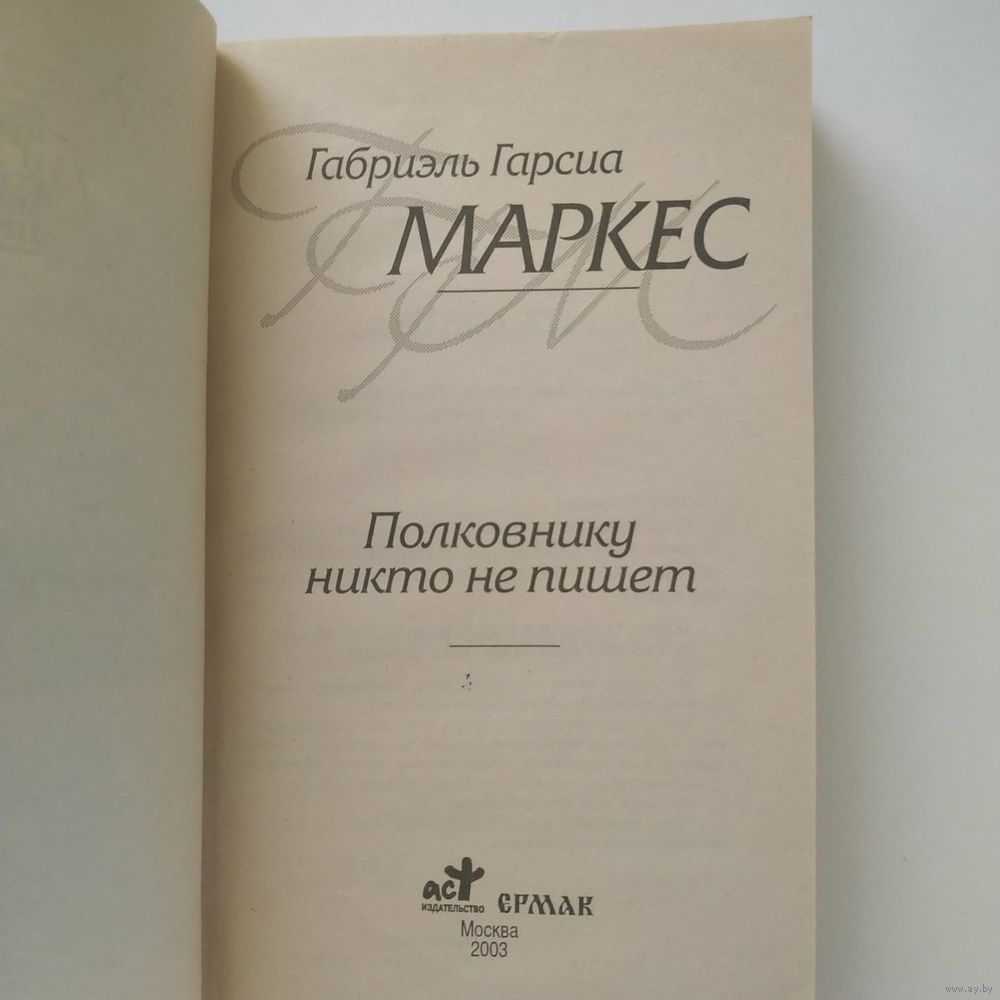 Габриэль Гарсиа
МАРКЕС
Полковнику
никто не пишет
аст
ИЗДАТЕЛЬСТВО
ЕРМАК
Москва
2003
www.ay.by